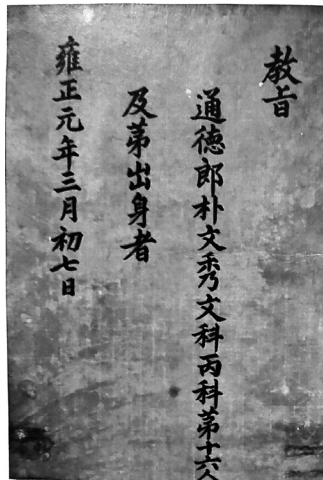 教旨
通德郎朴文秀文科丙科第十六人
及第出身者
雍正元年三月初七日